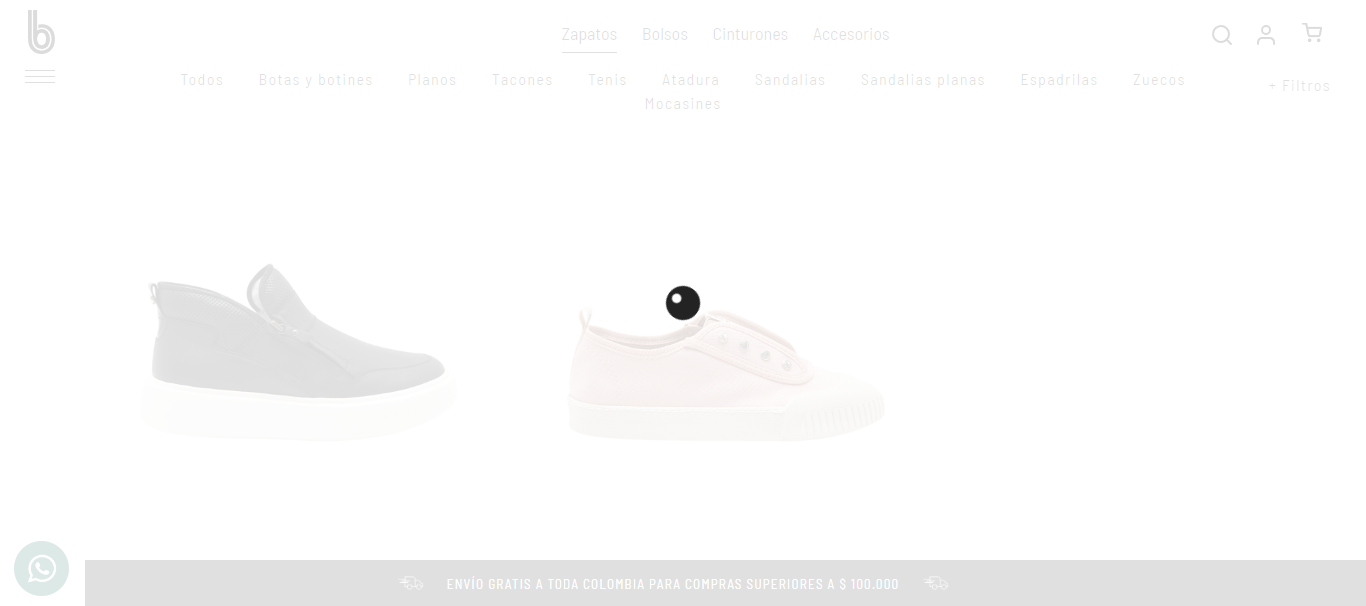 b
Zapatos Bolsos Cinturones Accesorios
Todos Botas y botines Planos Tacones Tenis Atadura Sandalias Sandalias planas Espadrilas Zuecos
Mocasines
+ Filtros
ENVÍO GRATIS A TODA COLOMBIA PARA COMPRAS SUPERIORES A $ 100.000